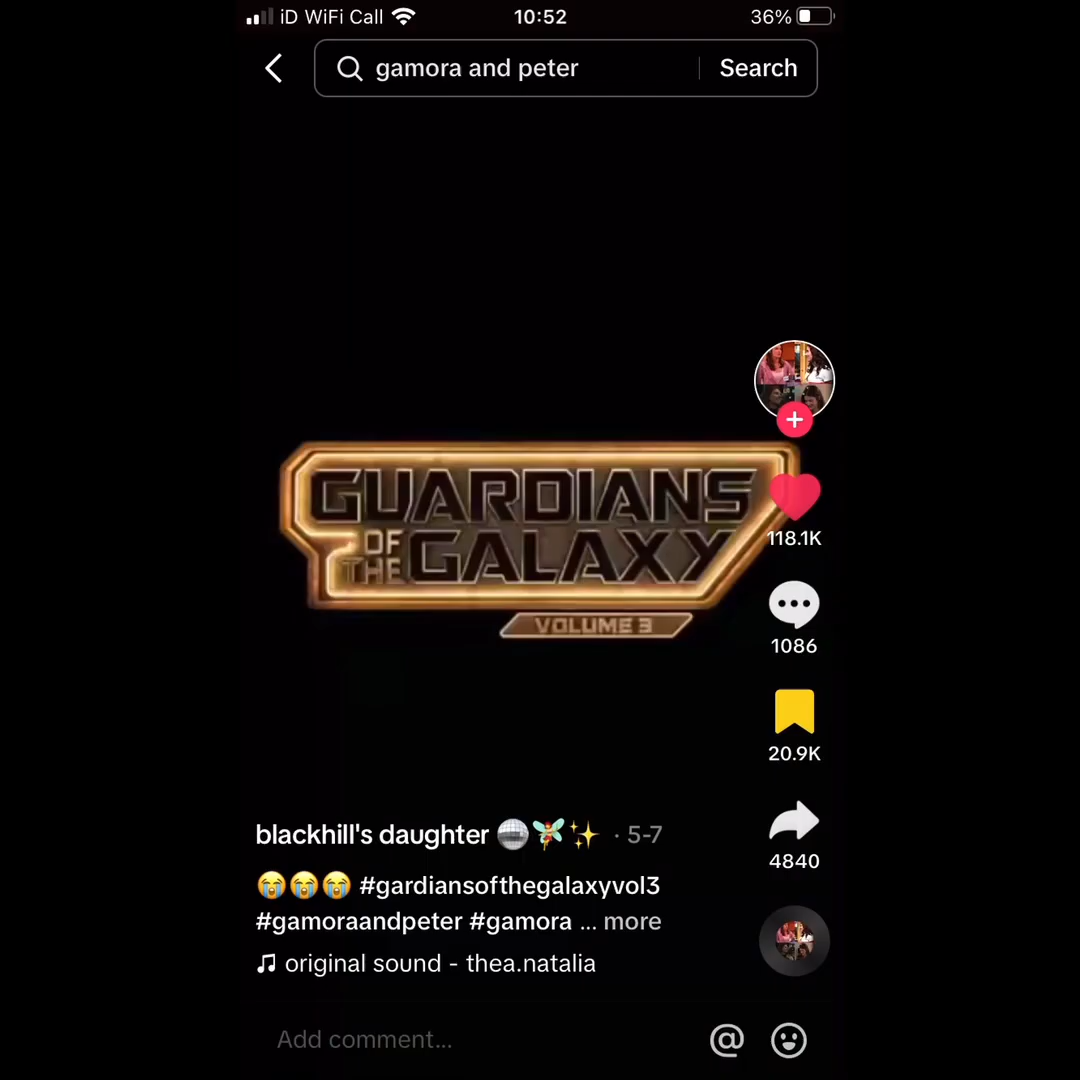 iD WiFi Call 10:52 36%
gamora and peter Search
GUARDIANS
OF THE GALAXY
VOLUME 3
118.1K
1086
20.9K
4840
blackhill's daughter 🪩🧚✨ · 5-7
😭😭😭 #gardiansofthegalaxyvol3
#gamoraandpeter #gamora ... more
original sound - thea.natalia
Add comment... @